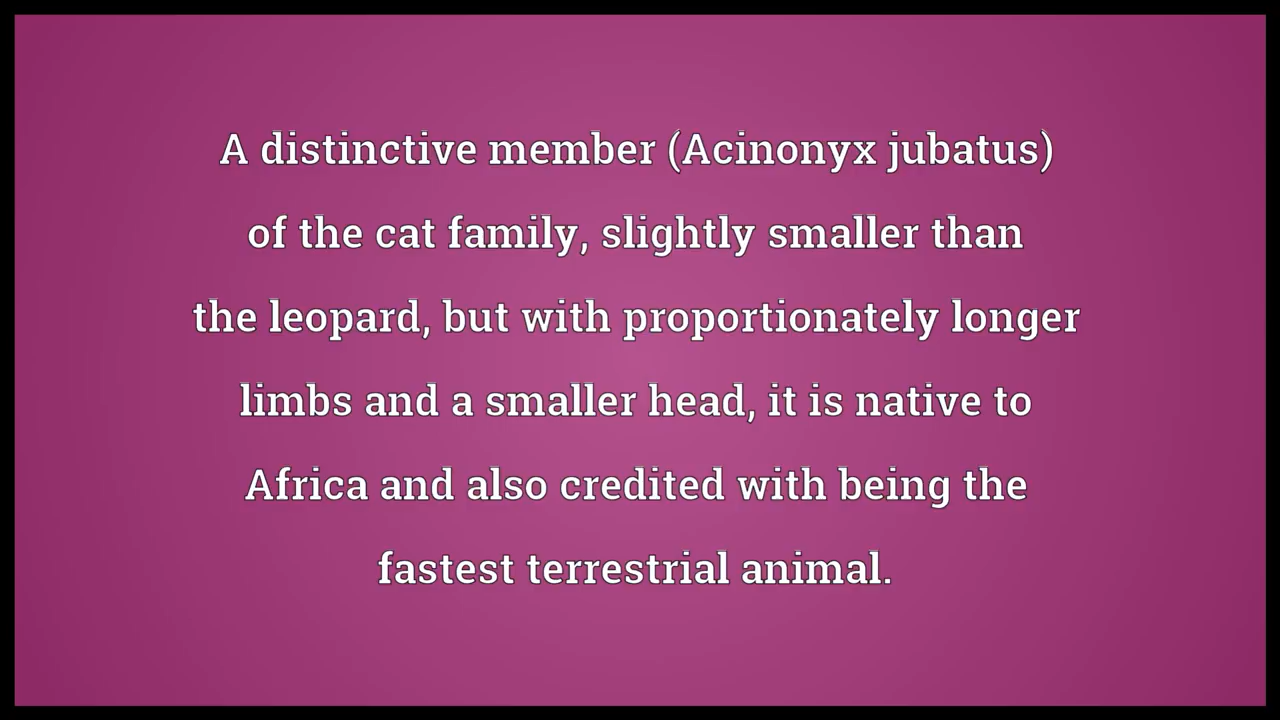 A distinctive member (Acinonyx jubatus)
of the cat family, slightly smaller than
the leopard, but with proportionately longer
limbs and a smaller head, it is native to
Africa and also credited with being the
fastest terrestrial animal.